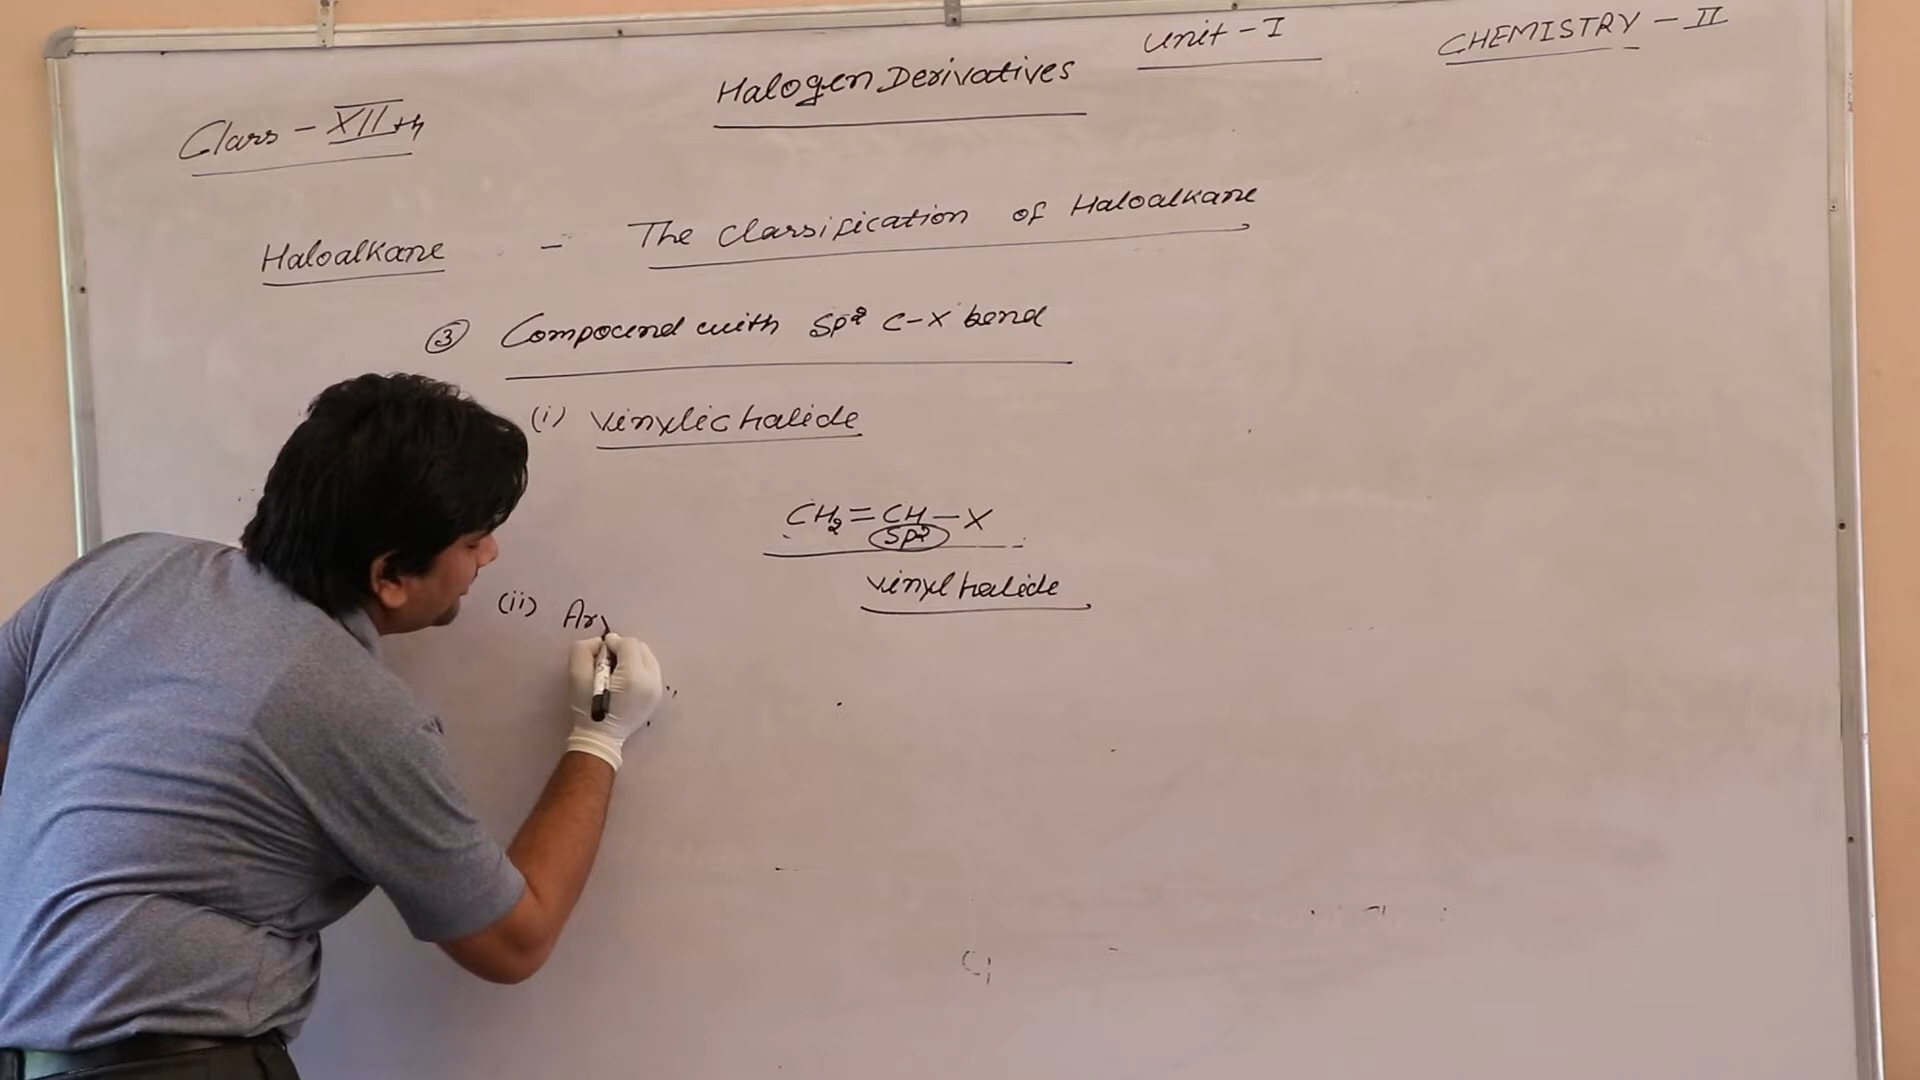 Unit - I
CHEMISTRY - II
Halogen Derivatives
Class - XIIth
Haloalkane - The Classification of Haloalkane
③ Compound with sp² C-X bond
(i) Vinylic halide
CH₂=CH-X
sp²
vinyl halide
(ii) Ary